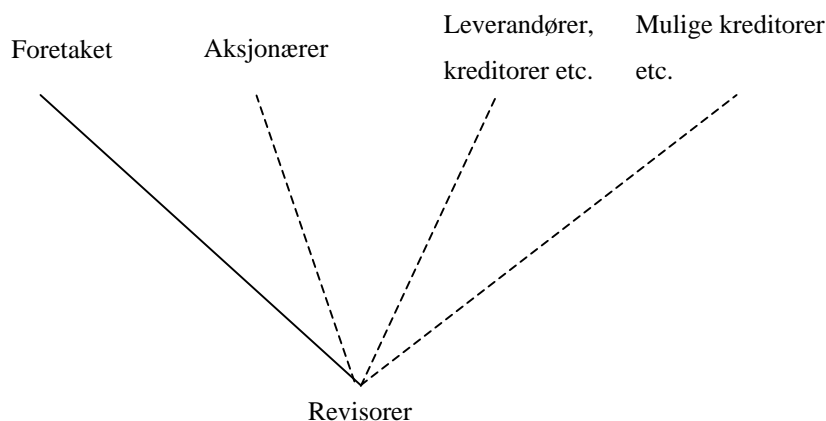 Foretaket
Aksjonærer
Leverandører,
kreditorer etc.
Mulige kreditorer
etc.
Revisorer